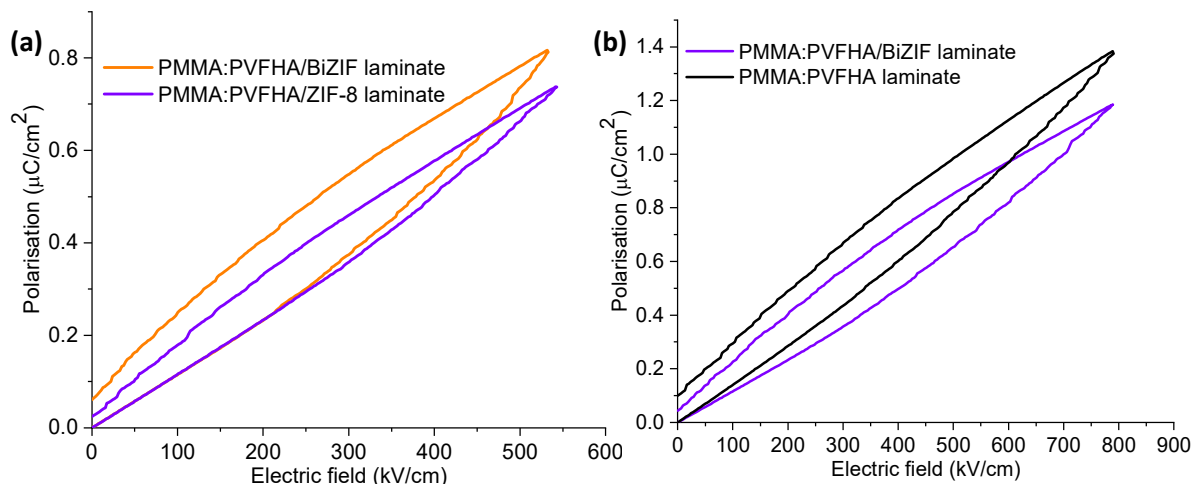 (a)
PMMA:PVFHA/BiZIF laminate
PMMA:PVFHA/ZIF-8 laminate
Polarisation (μC/cm2)
0.8
0.6
0.4
0.2
0.0
0 100 200 300 400 500 600
Electric field (kV/cm)
(b)
PMMA:PVFHA/BiZIF laminate
PMMA:PVFHA laminate
Polarisation (μC/cm2)
1.4
1.2
1.0
0.8
0.6
0.4
0.2
0.0
0 100 200 300 400 500 600 700 800 900
Electric field (kV/cm)